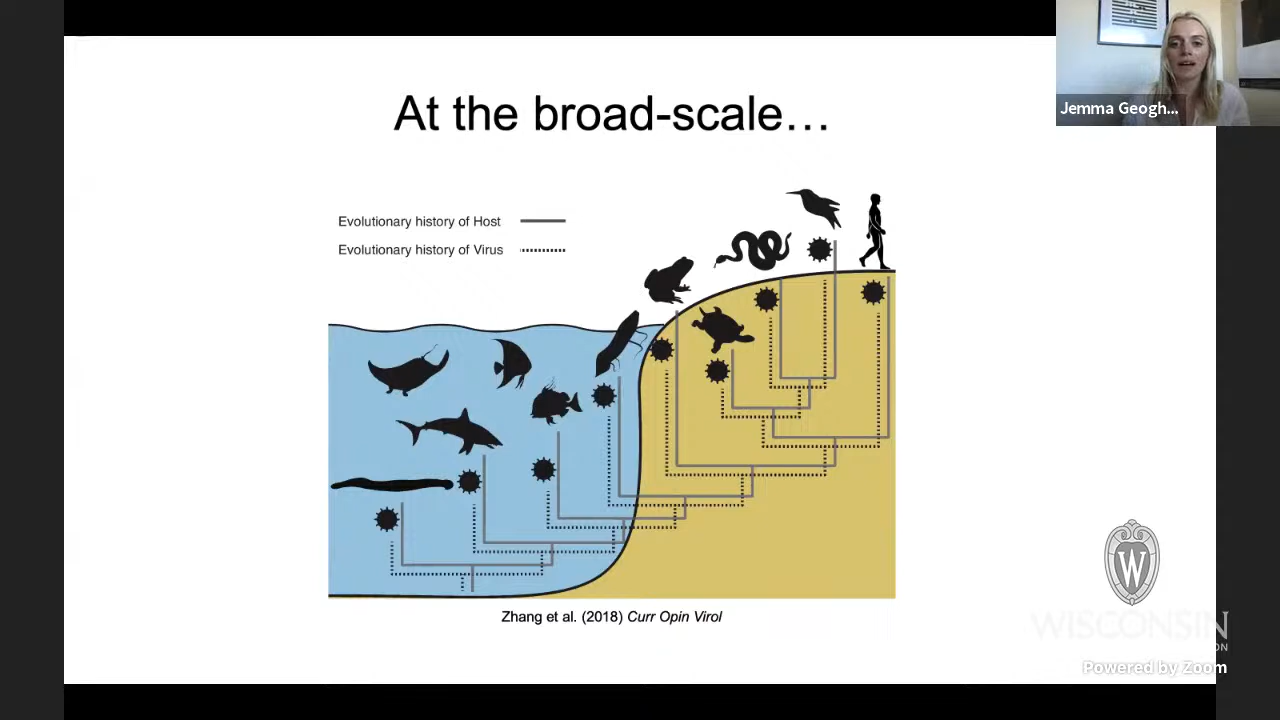 Jemma Geogh...
At the broad-scale...
Evolutionary history of Host
Evolutionary history of Virus
Zhang et al. (2018) Curr Opin Virol
W
WISCONSIN
ON
Powered by Zoom